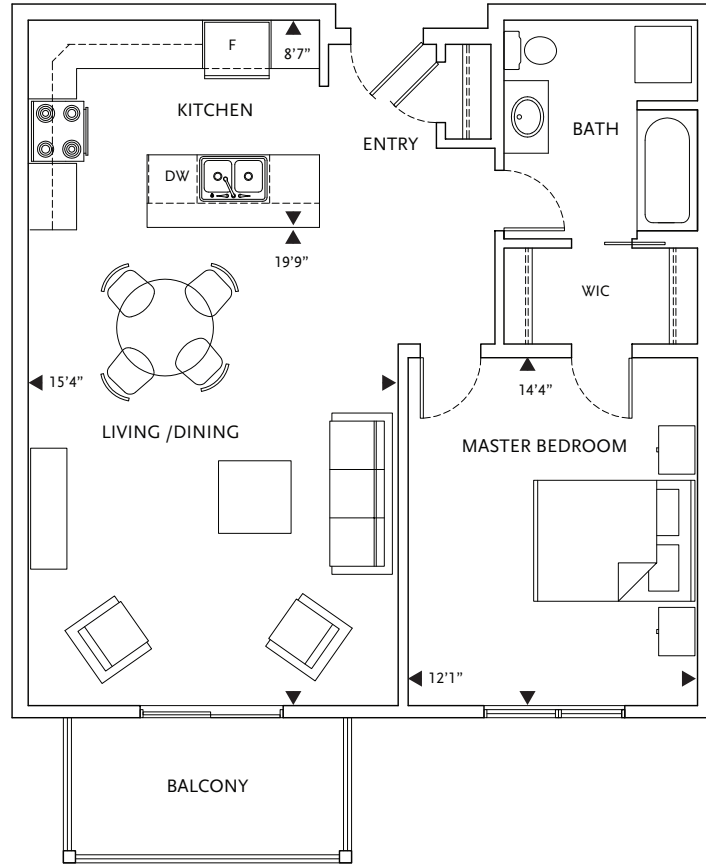 F
8’7”
KITCHEN
ENTRY
BATH
DW
19’9”
WIC
15’4”
14’4”
LIVING /DINING
MASTER BEDROOM
12’1”
BALCONY